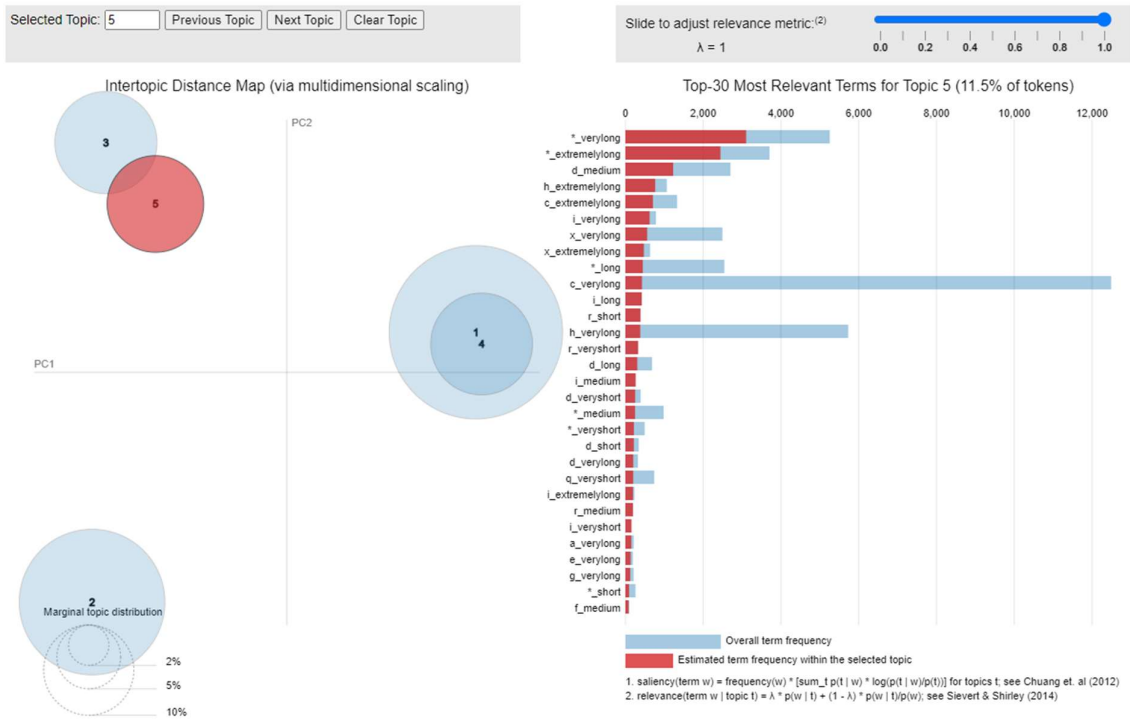 Selected Topic: 5 Previous Topic Next Topic Clear Topic
Slide to adjust relevance metric:(2)
λ = 1
0.0 0.2 0.4 0.6 0.8 1.0
Intertopic Distance Map (via multidimensional scaling)
PC2
PC1
3
5
1
4
2
Marginal topic distribution
2%
5%
10%
Top-30 Most Relevant Terms for Topic 5 (11.5% of tokens)
0 2,000 4,000 6,000 8,000 10,000 12,000
*_verylong
*_extremelylong
d_medium
h_extremelylong
c_extremelylong
i_verylong
x_verylong
x_extremelylong
*_long
c_verylong
i_long
r_short
h_verylong
r_veryshort
d_long
i_medium
d_veryshort
*_medium
*_veryshort
d_short
d_verylong
q_veryshort
i_extremelylong
r_medium
i_veryshort
a_verylong
e_verylong
g_verylong
*_short
f_medium
Overall term frequency
Estimated term frequency within the selected topic
1. saliency(term w) = frequency(w) * [sum_t p(t | w) * log(p(t | w)/p(t))] for topics t; see Chuang et. al (2012)
2. relevance(term w | topic t) = λ * p(w | t) + (1 - λ) * p(w | t)/p(w); see Sievert & Shirley (2014)